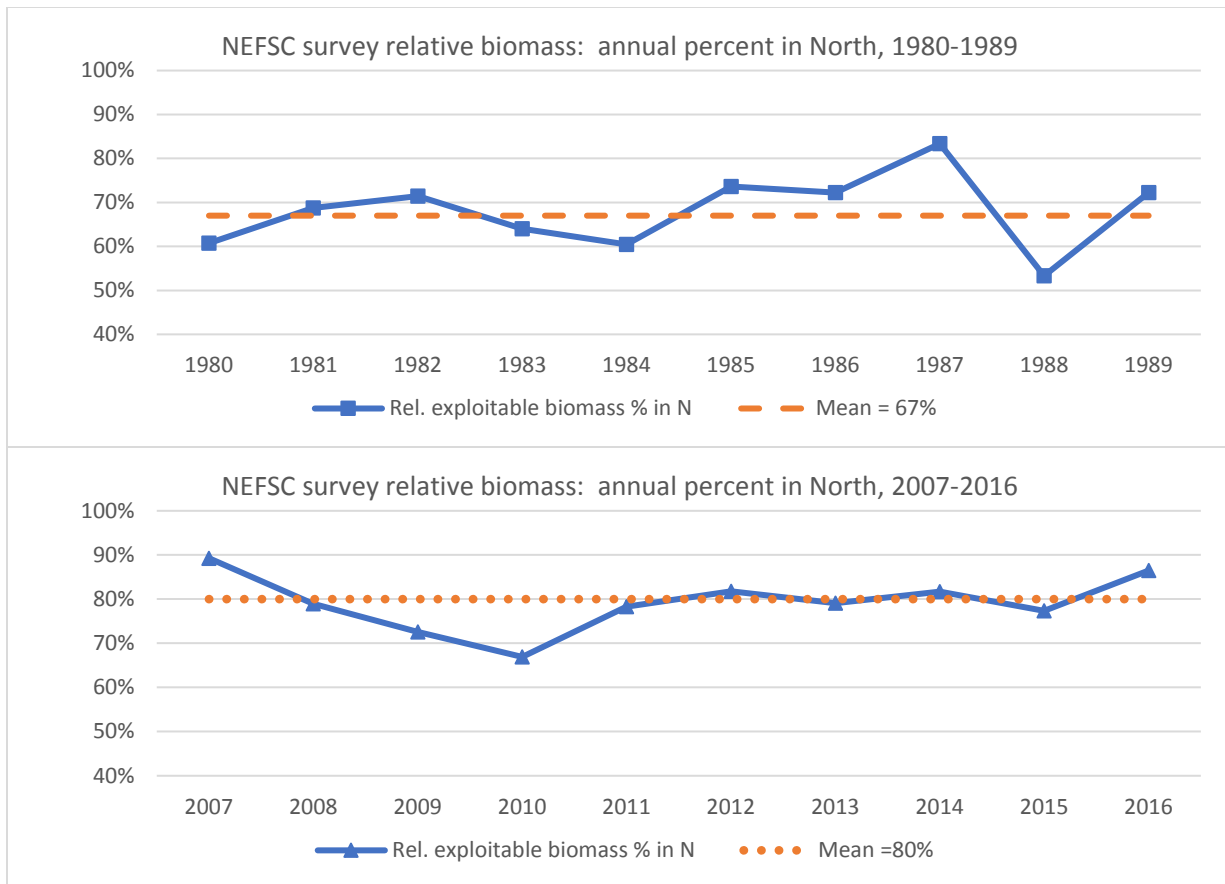 NEFSC survey relative biomass:  annual percent in North, 1980-1989
100%
90%
80%
70%
60%
50%
40%
1980 1981 1982 1983 1984 1985 1986 1987 1988 1989
Rel. exploitable biomass % in N Mean = 67%
NEFSC survey relative biomass:  annual percent in North, 2007-2016
100%
90%
80%
70%
60%
50%
40%
2007 2008 2009 2010 2011 2012 2013 2014 2015 2016
Rel. exploitable biomass % in N Mean =80%